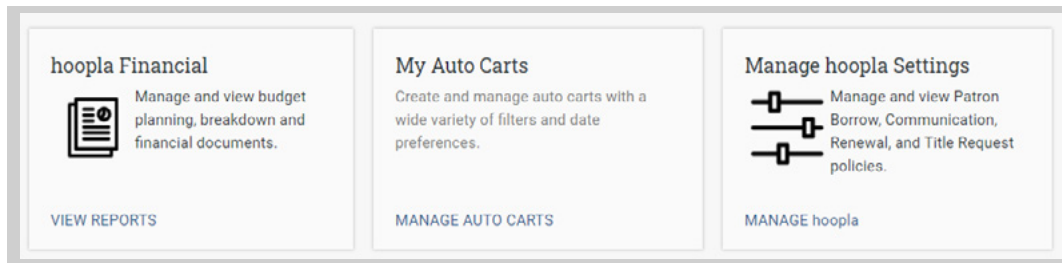 hoopla Financial
Manage and view budget
planning, breakdown and
financial documents.
VIEW REPORTS
My Auto Carts
Create and manage auto carts with a
wide variety of filters and date
preferences.
MANAGE AUTO CARTS
Manage hoopla Settings
Manage and view Patron
Borrow, Communication,
Renewal, and Title Request
policies.
MANAGE hoopla